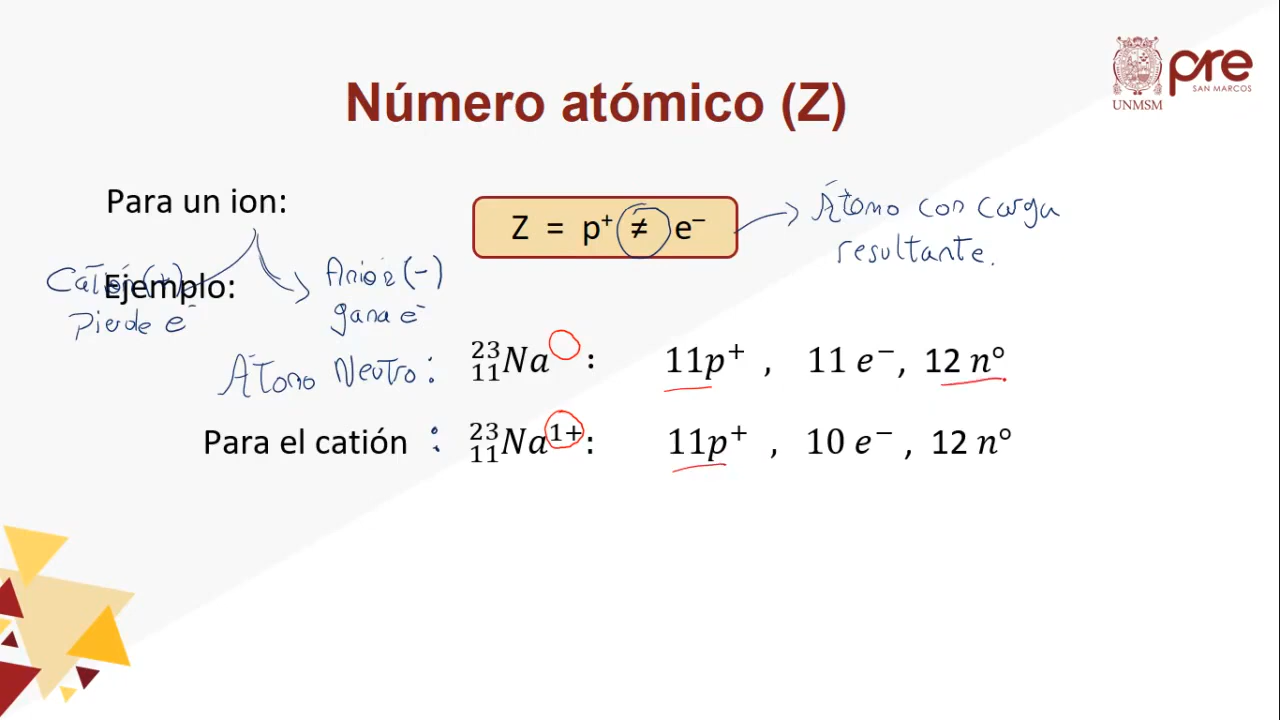 pre
SAN MARCOS
UNMSM
Número atómico (Z)
Para un ion:
Z = p⁺ ≠ e⁻
Átomo con carga
resultante.
Catión (+)
pierde e⁻
Ejemplo:
Anión (-)
gana e⁻
Átomo Neutro : ²³₁₁Na : 11p⁺ , 11 e⁻, 12 n°
Para el catión : ²³₁₁Na¹⁺: 11p⁺ , 10 e⁻ , 12 n°